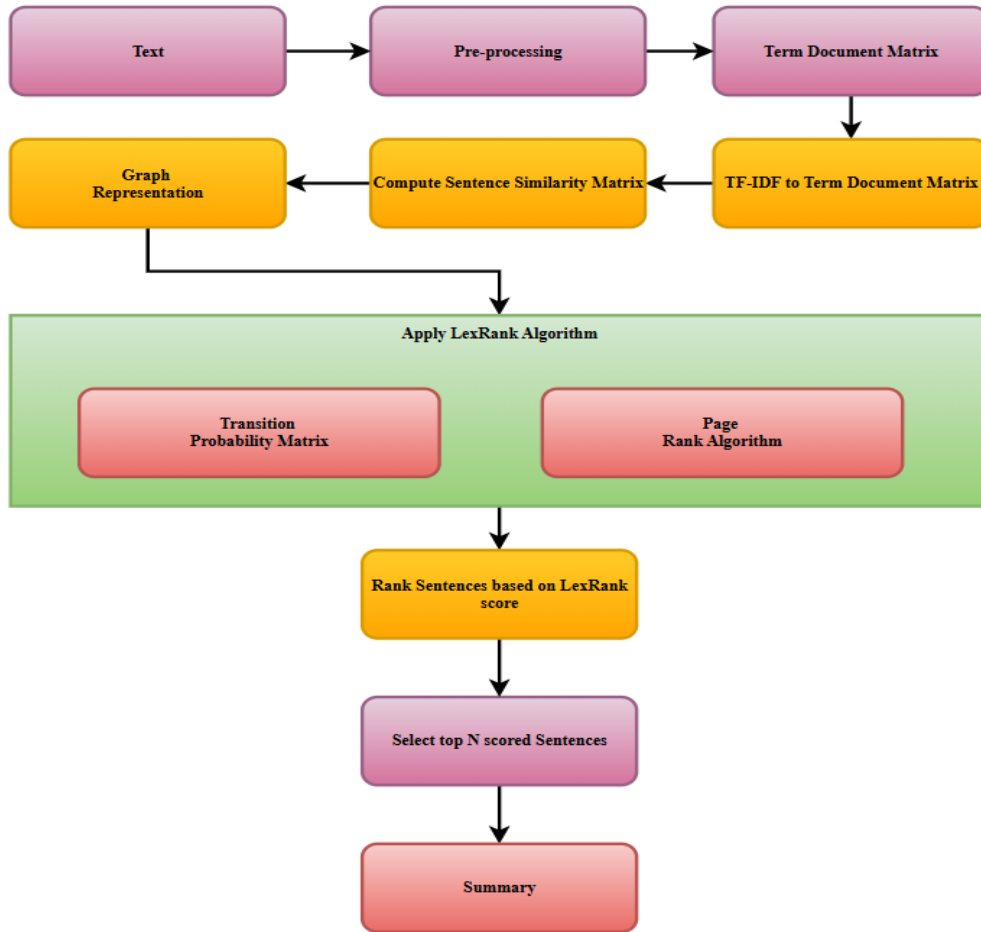 Text
Pre-processing
Term Document Matrix
Graph
Representation
Compute Sentence Similarity Matrix
TF-IDF to Term Document Matrix
Apply LexRank Algorithm
Transition
Probability Matrix
Page
Rank Algorithm
Rank Sentences based on LexRank
score
Select top N scored Sentences
Summary